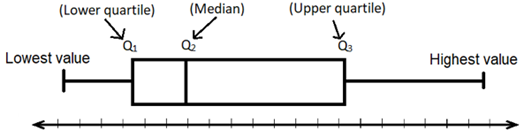 (Lower quartile) (Median) (Upper quartile)
Q1 Q2 Q3
Lowest value Highest value